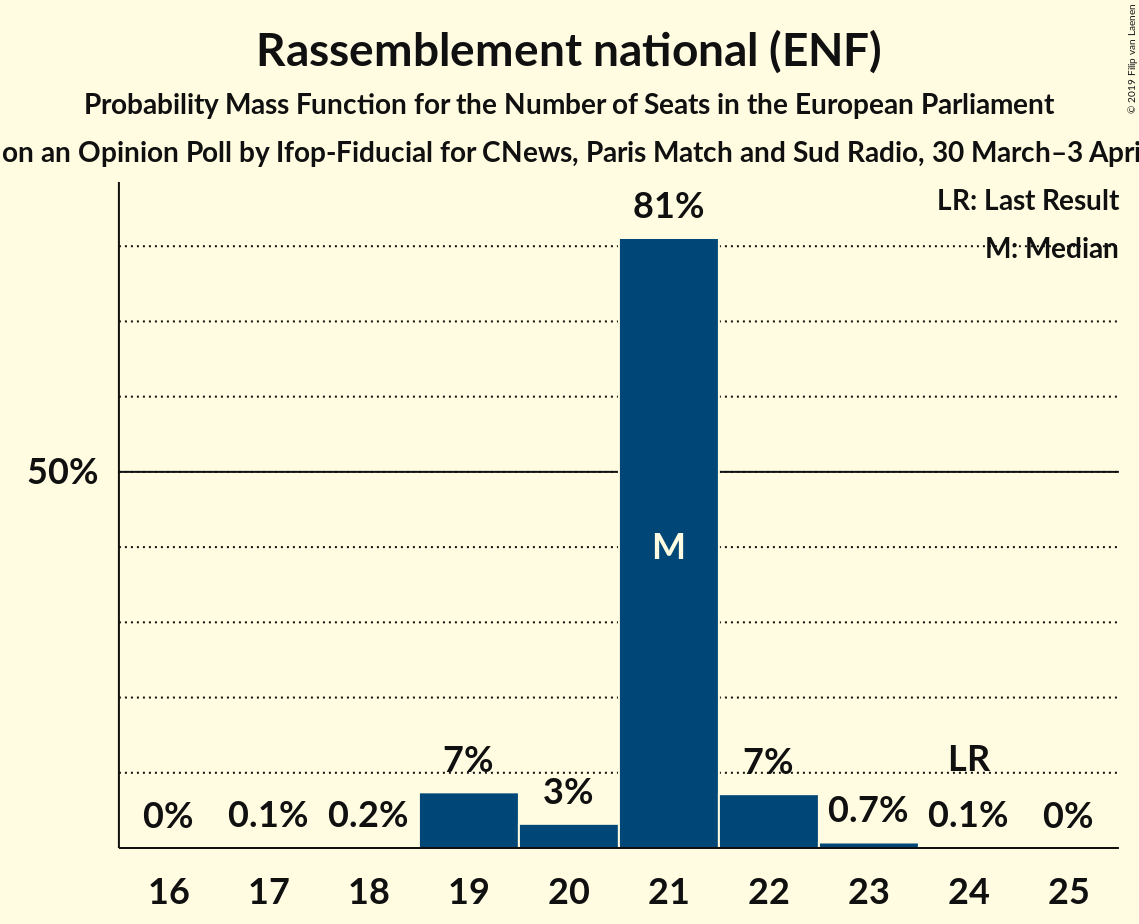 © 2019 Filip van Laenen
Rassemblement national (ENF)
Probability Mass Function for the Number of Seats in the European Parliament
on an Opinion Poll by Ifop-Fiducial for CNews, Paris Match and Sud Radio, 30 March–3 Apri
LR: Last Result
M: Median
81%
50%
M
7%
3%
7%
LR
0%
0.1%
0.2%
0.7%
0.1%
0%
16 17 18 19 20 21 22 23 24 25